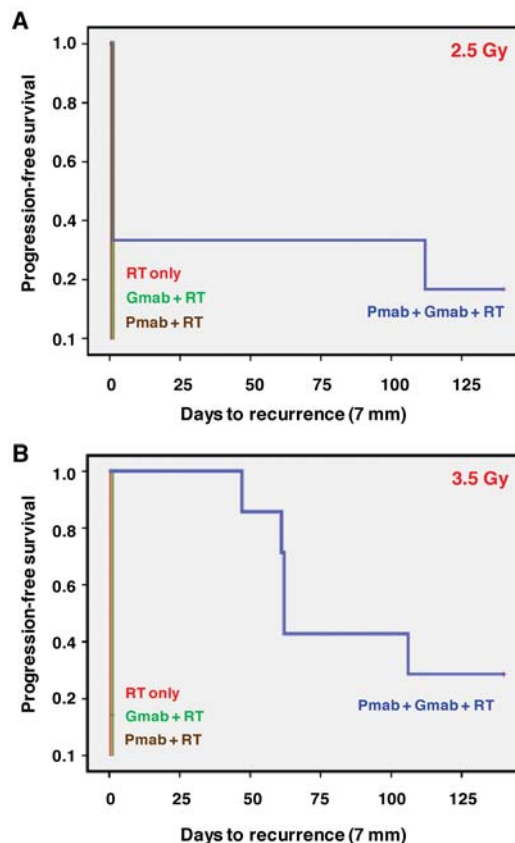 A
2.5 Gy
Progression-free survival
1.0
0.8
0.6
0.4
0.2
0.1
RT only
Gmab + RT
Pmab + RT
Pmab + Gmab + RT
0 25 50 75 100 125
Days to recurrence (7 mm)
B
3.5 Gy
Progression-free survival
1.0
0.8
0.4
0.2
0.1
RT only
Gmab + RT
Pmab + RT
Pmab + Gmab + RT
0 25 50 75 100 125
Days to recurrence (7 mm)